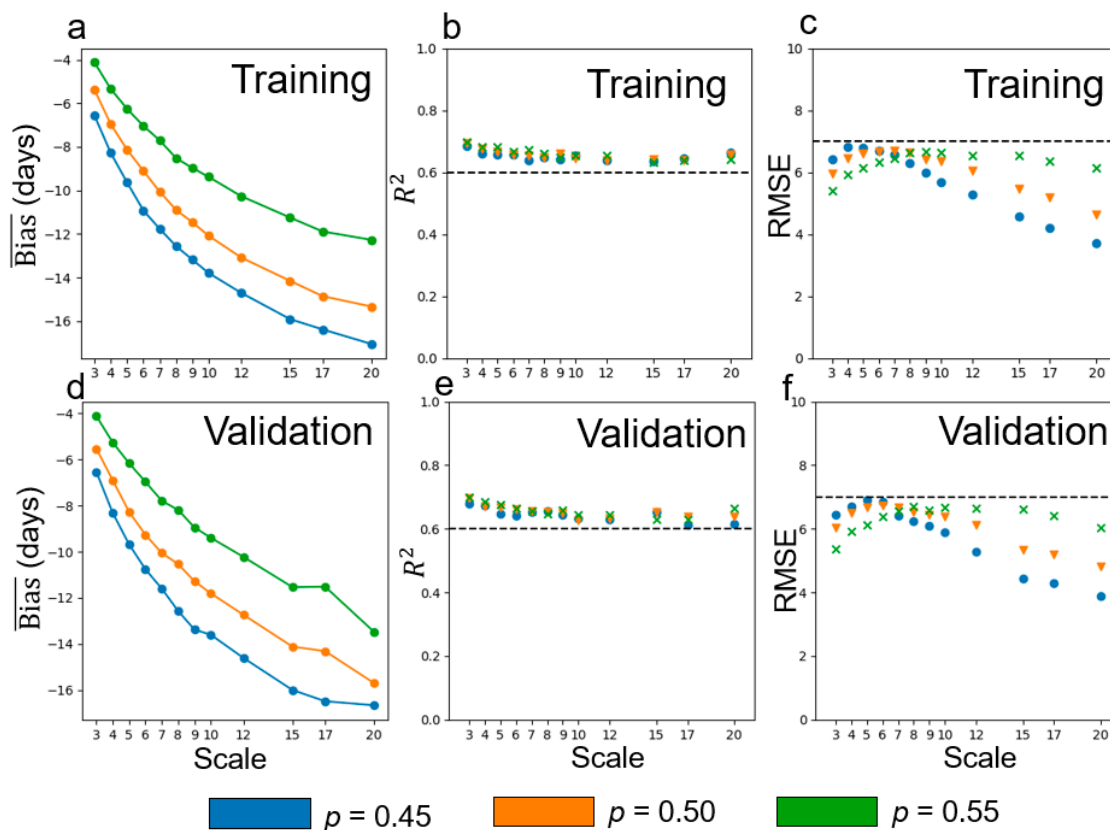 a
Training
−4
−6
−8
−10
−12
−14
−16
Bias (days)
3 4 5 6 7 8 9 10 12 15 17 20
b
Training
1.0
0.8
0.6
0.4
0.2
0.0
R²
3 4 5 6 7 8 9 10 12 15 17 20
c
Training
10
8
6
4
2
0
RMSE
3 4 5 6 7 8 9 10 12 15 17 20
d
Validation
−4
−6
−8
−10
−12
−14
−16
Bias (days)
3 4 5 6 7 8 9 10 12 15 17 20
Scale
e
Validation
1.0
0.8
0.6
0.4
0.2
0.0
R²
3 4 5 6 7 8 9 10 12 15 17 20
Scale
f
Validation
10
8
6
4
2
0
RMSE
3 4 5 6 7 8 9 10 12 15 17 20
Scale
p = 0.45 p = 0.50 p = 0.55